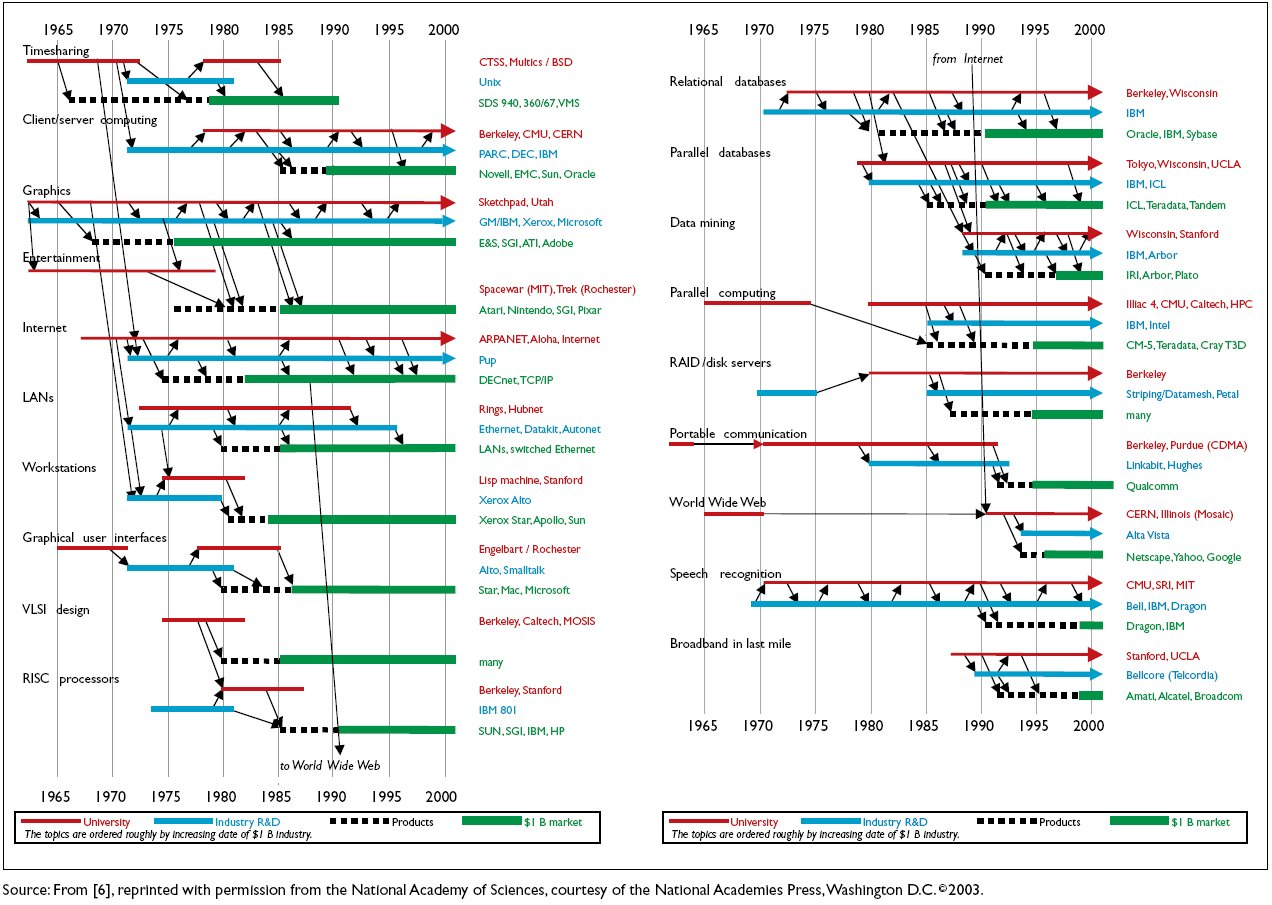 1965 1970 1975 1980 1985 1990 1995 2000
Timesharing
CTSS, Multics / BSD
Unix
SDS 940, 360/67, VMS
Client/server computing
Berkeley, CMU, CERN
PARC, DEC, IBM
Novell, EMC, Sun, Oracle
Graphics
Sketchpad, Utah
GM/IBM, Xerox, Microsoft
E&S, SGI, ATI, Adobe
Entertainment
Spacewar (MIT), Trek (Rochester)
Atari, Nintendo, SGI, Pixar
Internet
ARPANET, Aloha, Internet
Pup
DECnet, TCP/IP
LANs
Rings, Hubnet
Ethernet, Datakit, Autonet
LANs, switched Ethernet
Workstations
Lisp machine, Stanford
Xerox Alto
Xerox Star, Apollo, Sun
Graphical user interfaces
Engelbart / Rochester
Alto, Smalltalk
Star, Mac, Microsoft
VLSI design
Berkeley, Caltech, MOSIS
many
RISC processors
Berkeley, Stanford
IBM 801
SUN, SGI, IBM, HP
to World Wide Web
1965 1970 1975 1980 1985 1990 1995 2000
University Industry R&D Products $1 B market
The topics are ordered roughly by increasing date of $1 B industry.
1965 1970 1975 1980 1985 1990 1995 2000
from Internet
Relational databases
Berkeley, Wisconsin
IBM
Oracle, IBM, Sybase
Parallel databases
Tokyo, Wisconsin, UCLA
IBM, ICL
ICL, Teradata, Tandem
Data mining
Wisconsin, Stanford
IBM, Arbor
IRI, Arbor, Plato
Parallel computing
Illiac 4, CMU, Caltech, HPC
IBM, Intel
CM-5, Teradata, Cray T3D
RAID/disk servers
Berkeley
Striping/Datamesh, Petal
many
Portable communication
Berkeley, Purdue (CDMA)
Linkabit, Hughes
Qualcomm
World Wide Web
CERN, Illinois (Mosaic)
Alta Vista
Netscape, Yahoo, Google
Speech recognition
CMU, SRI, MIT
Bell, IBM, Dragon
Dragon, IBM
Broadband in last mile
Stanford, UCLA
Bellcore (Telcordia)
Amati, Alcatel, Broadcom
1965 1970 1975 1980 1985 1990 1995 2000
University Industry R&D Products $1 B market
The topics are ordered roughly by increasing date of $1 B industry.
Source: From [6], reprinted with permission from the National Academy of Sciences, courtesy of the National Academies Press, Washington D.C. ©2003.